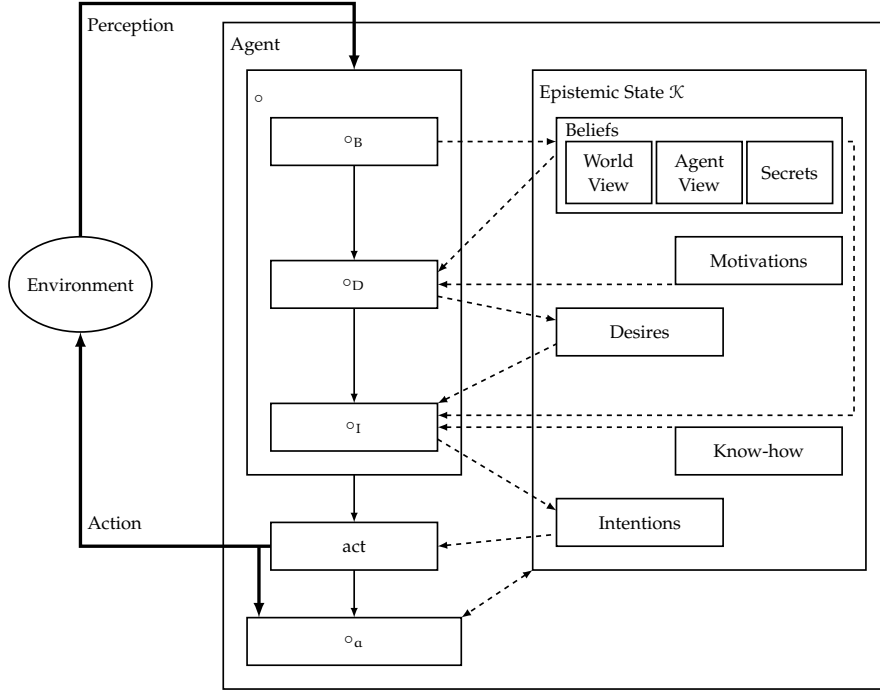 Perception
Agent
∘
Epistemic State 𝒦
∘B
Beliefs
World
View
Agent
View
Secrets
Motivations
Environment
∘D
Desires
∘I
Know-how
Action
act
Intentions
∘a